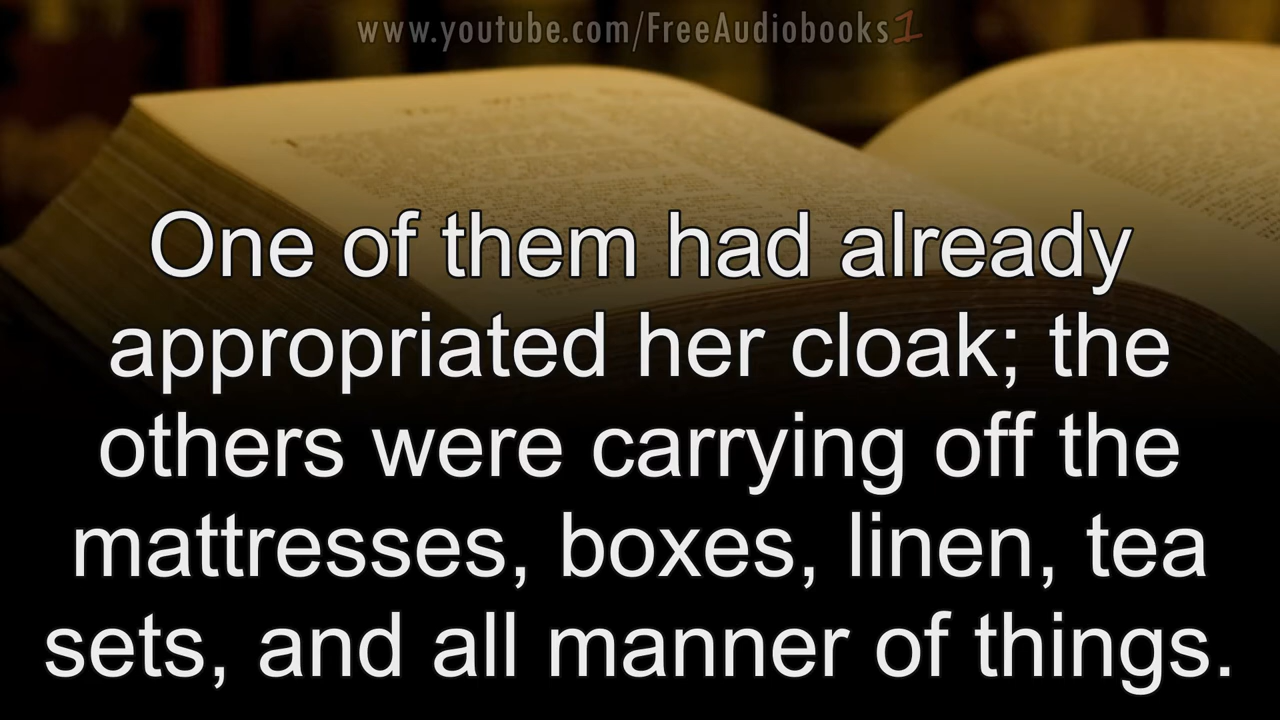 www.youtube.com/FreeAudiobooks1
One of them had already
appropriated her cloak; the
others were carrying off the
mattresses, boxes, linen, tea
sets, and all manner of things.